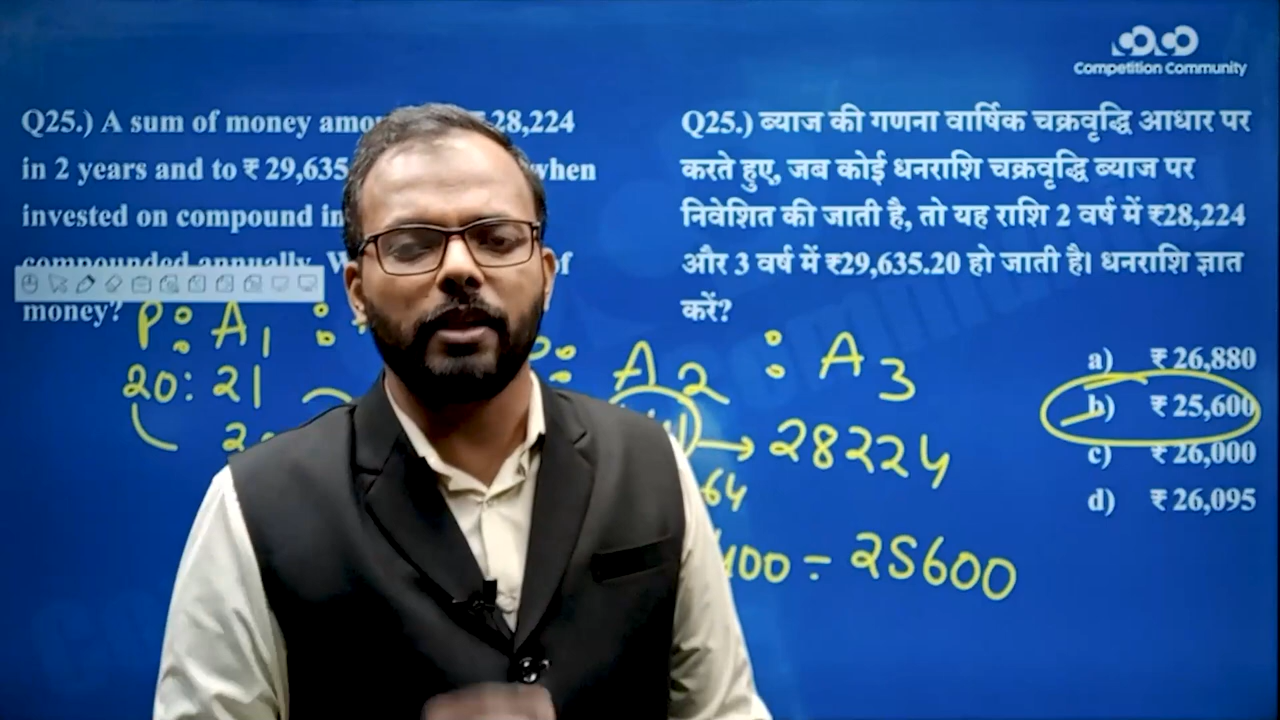 Competition Community
Q25.) A sum of money 28,224
in 2 years and to ₹ 29,635 when
invested on compound
compounded annually. of
money?
Q25.) ब्याज की गणना वार्षिक चक्रवृद्धि आधार पर
करते हुए, जब कोई धनराशि चक्रवृद्धि ब्याज पर
निवेशित की जाती है, तो यह राशि 2 वर्ष में ₹28,224
और 3 वर्ष में ₹29,635.20 हो जाती है। धनराशि ज्ञात
करें?
a) ₹ 26,880
b) ₹ 25,600
c) ₹ 26,000
d) ₹ 26,095
P : A1 :
20 : 21
: A2 : A3
→ 28224
64
400 = 25600